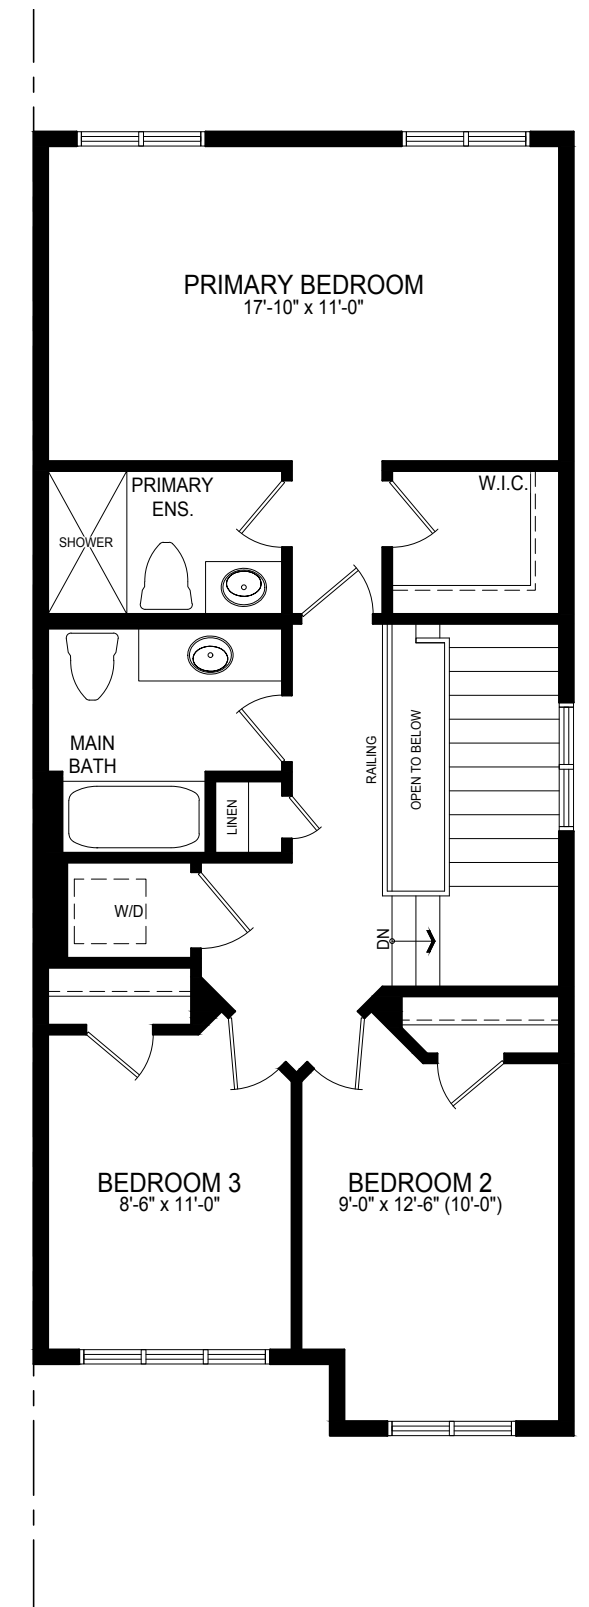 PRIMARY BEDROOM
17'-10" x 11'-0"
PRIMARY
ENS.
W.I.C.
SHOWER
MAIN
BATH
RAILING
OPEN TO BELOW
LINEN
W/D
DN
BEDROOM 3
8'-6" x 11'-0"
BEDROOM 2
9'-0" x 12'-6" (10'-0")